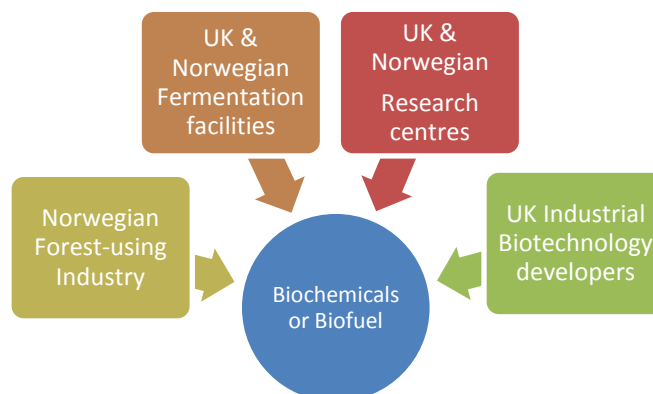 UK &
Norwegian
Fermentation
facilities
UK &
Norwegian
Research
centres
Norwegian
Forest-using
Industry
UK Industrial
Biotechnology
developers
Biochemicals
or Biofuel